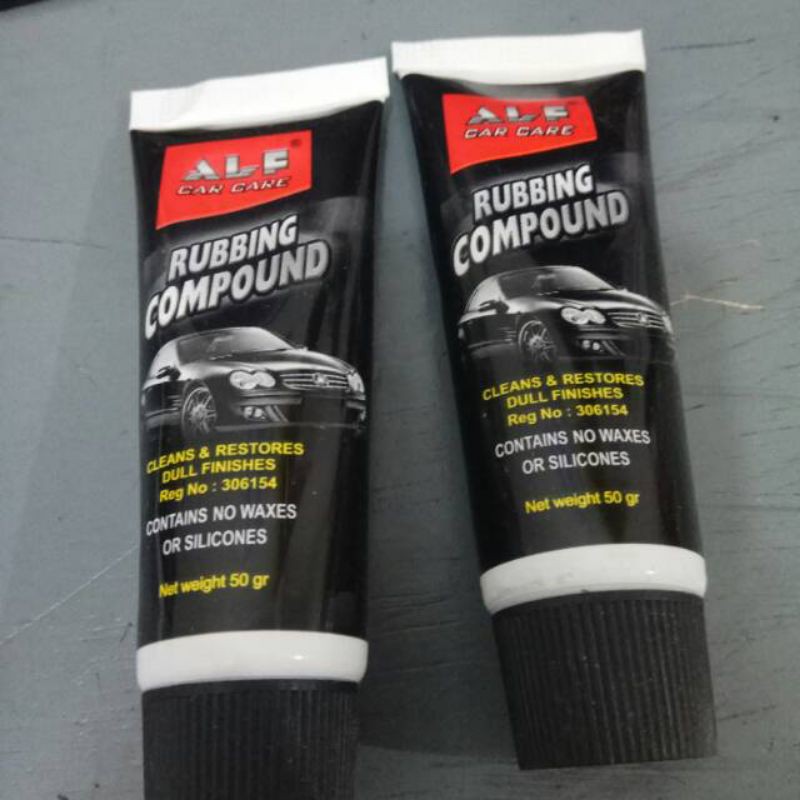 ALF®
CAR CARE
RUBBING
COMPOUND
CLEANS & RESTORES
DULL FINISHES
Reg No : 306154
CONTAINS NO WAXES
OR SILICONES
Net weight 50 gr
ALF®
CAR CARE
RUBBING
COMPOUND
CLEANS & RESTORES
DULL FINISHES
Reg No : 306154
CONTAINS NO WAXES
OR SILICONES
Net weight 50 gr